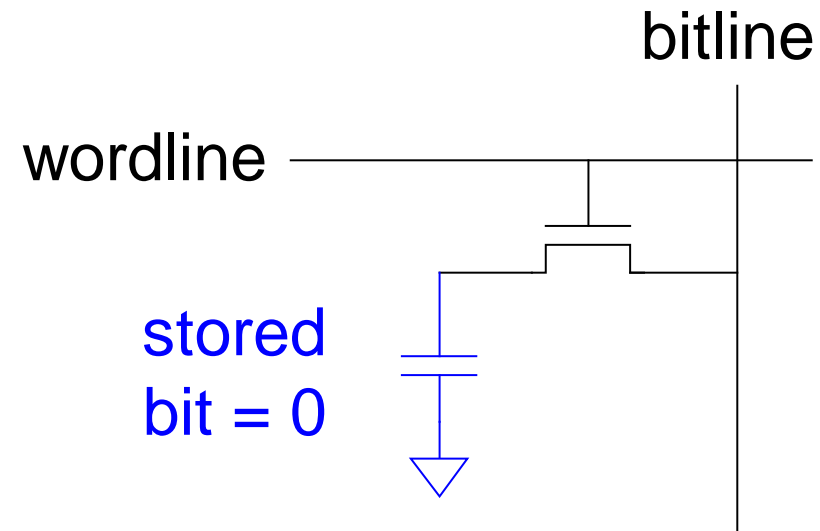 bitline
wordline
stored
bit = 0